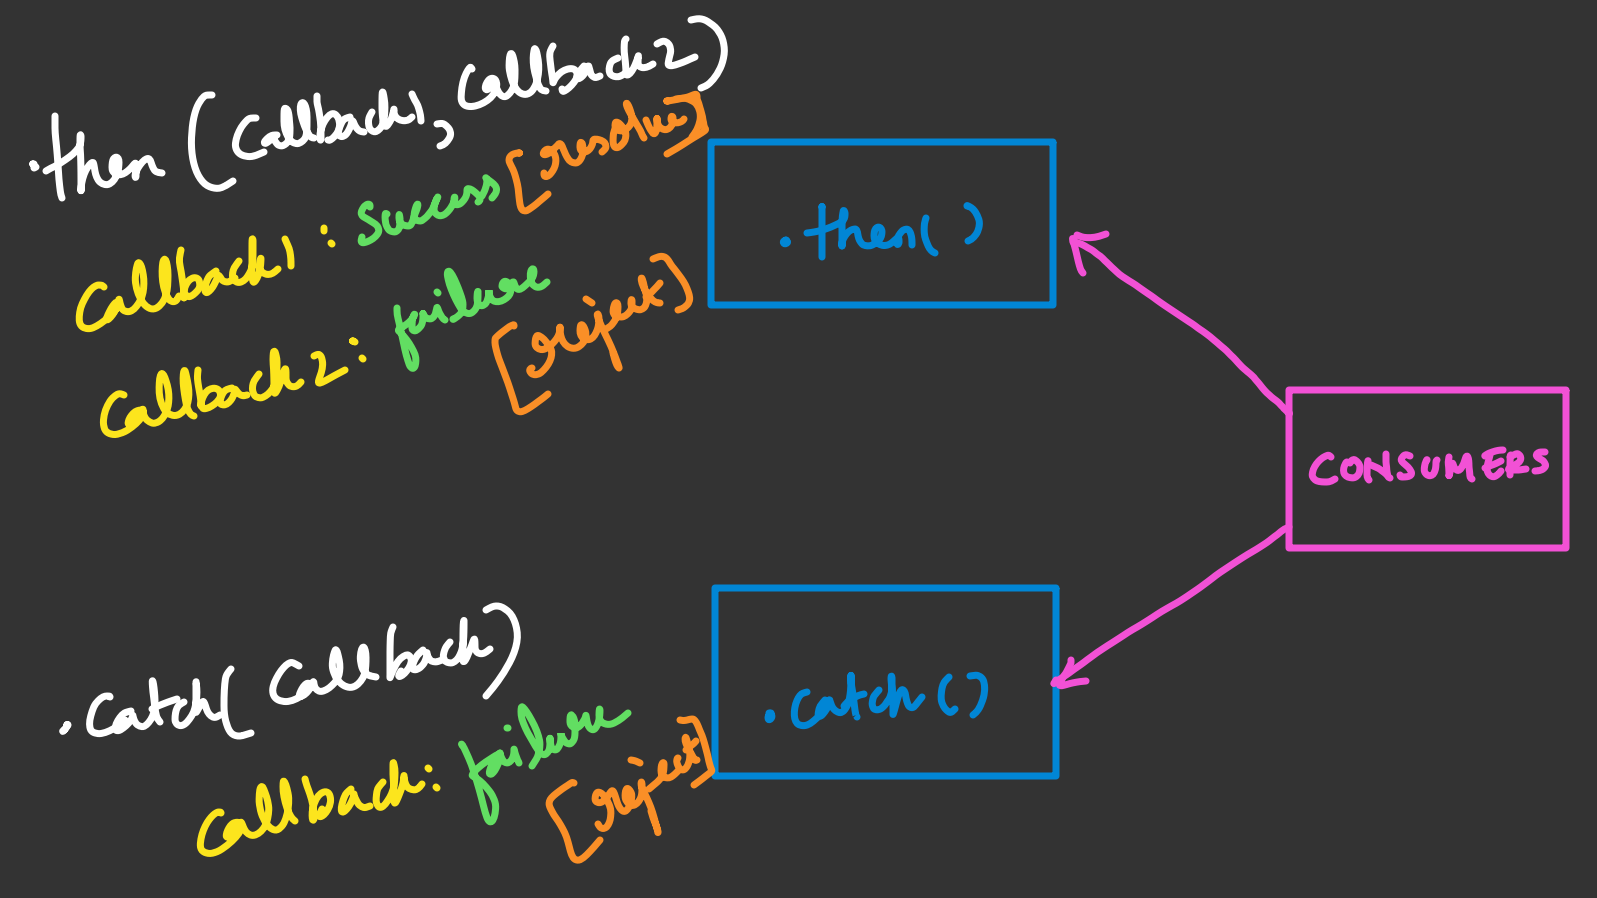 .then (Callback1, Callback2)
Callback1 : success [resolve]
Callback2 : failure [reject]
.then( )
CONSUMERS
.catch( Callback)
Callback: failure [reject]
.catch()